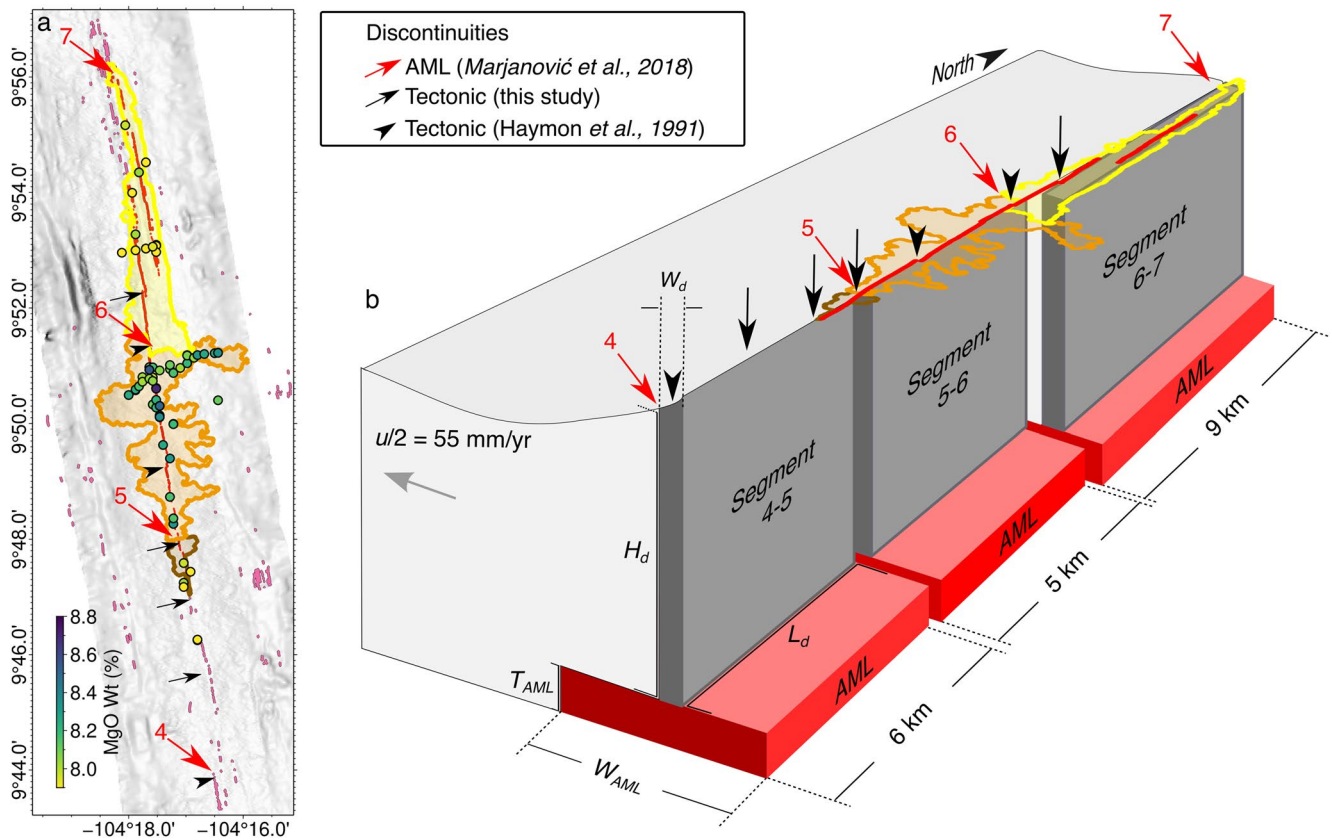 a
7
6
5
4
9°56.0'
9°54.0'
9°52.0'
9°50.0'
9°48.0'
9°46.0'
9°44.0'
−104°18.0'
−104°16.0'
MgO Wt (%)
8.8
8.6
8.4
8.2
8.0
Discontinuities
AML (Marjanović et al., 2018)
Tectonic (this study)
Tectonic (Haymon et al., 1991)
b
North
7
6
5
4
W_d
u/2 = 55 mm/yr
H_d
L_d
T_AML
W_AML
Segment
4-5
Segment
5-6
Segment
6-7
AML
AML
AML
6 km
5 km
9 km